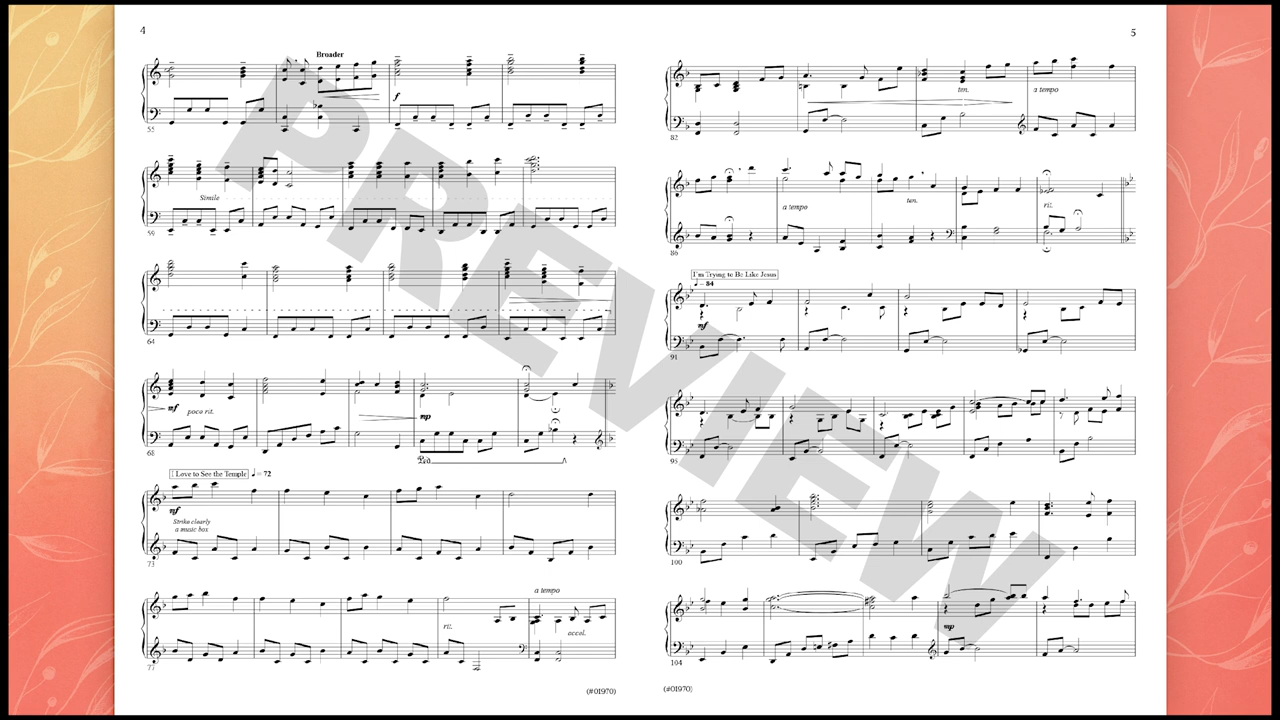 4
Broader
f
55
Simile
59
64
mf
poco rit.
mp
68
I Love to See the Temple ♩ = 72
mf
Strike clearly
a music box
73
a tempo
rit.
accel.
77
(#01970)
5
ten.
a tempo
82
a tempo
ten.
rit.
86
I'm Trying to Be Like Jesus
♩ = 84
mf
91
95
100
mp
104
(#01970)
PREVIEW